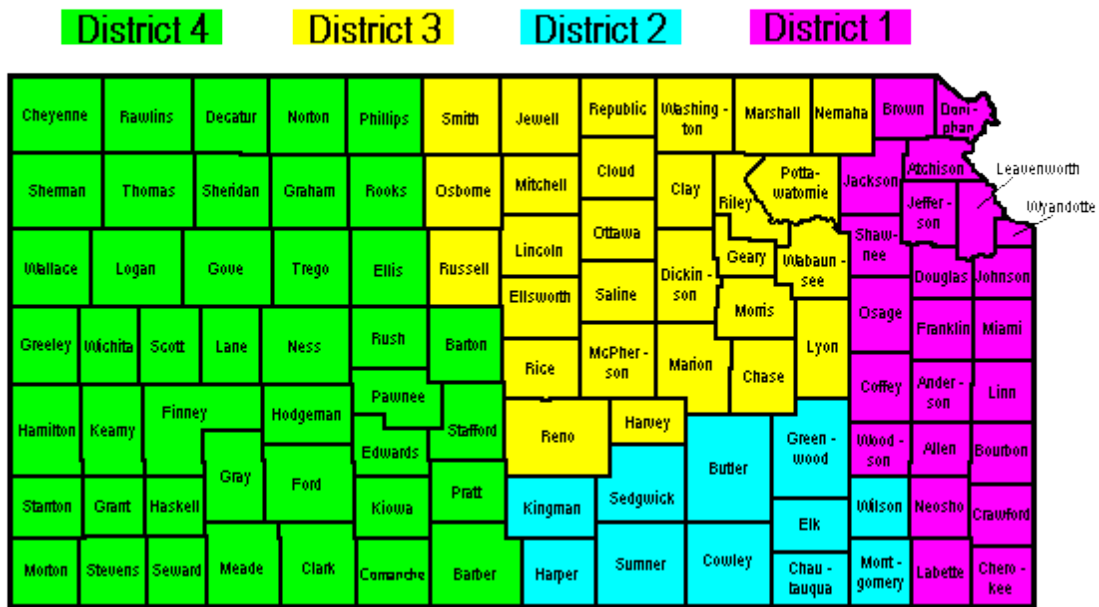 District 4 District 3 District 2 District 1
Cheyenne Rawlins Decatur Norton Phillips Smith Jewell Republic Washing - ton Marshall Nemaha Brown Doni - phan
Sherman Thomas Sheridan Graham Rooks Osborne Mitchell Cloud Clay Riley Potta - watomie Jackson Atchison Leavenworth
Jeffer - son Wyandotte
Wallace Logan Gove Trego Ellis Russell Lincoln Ottawa Dickin - son Geary Wabaun - see Shaw - nee Douglas Johnson
Ellsworth Saline Morris Osage Franklin Miami
Greeley Wichita Scott Lane Ness Rush Barton Rice McPher - son Marion Chase Lyon Coffey Ander - son Linn
Hamilton Kearny Finney Hodgeman Pawnee Stafford Reno Harvey Butler Green - wood Wood - son Allen Bourbon
Edwards
Stanton Grant Haskell Gray Ford Kiowa Pratt Kingman Sedgwick Elk Wilson Neosho Crawford
Morton Stevens Seward Meade Clark Comanche Barber Harper Sumner Cowley Chau - tauqua Mont - gomery Labette Chero - kee